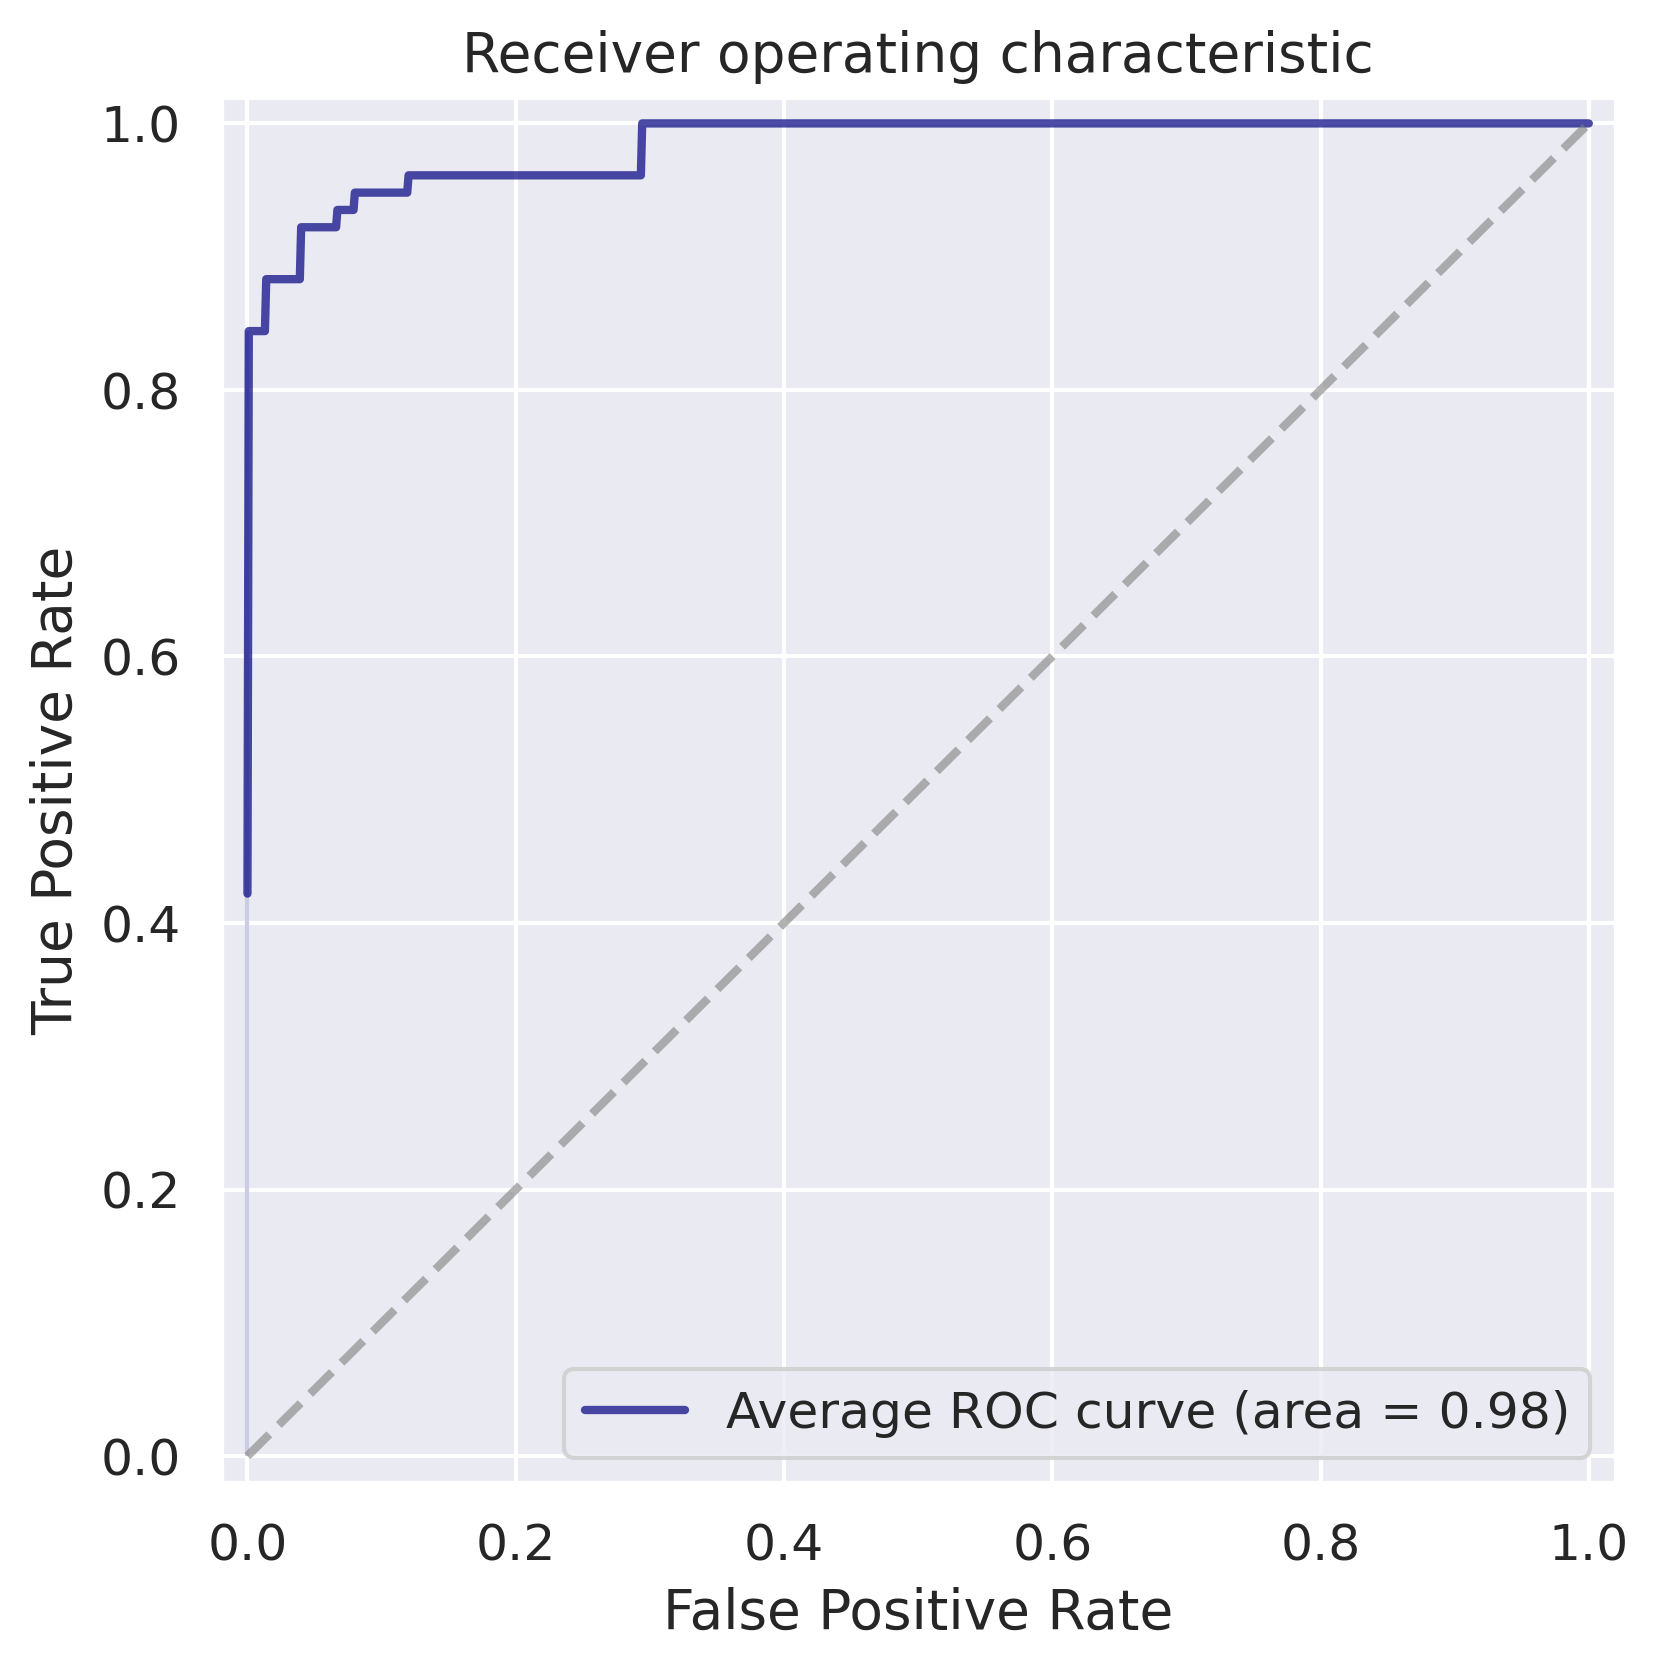 Receiver operating characteristic
1.0
0.8
0.6
0.4
0.2
0.0
True Positive Rate
Average ROC curve (area = 0.98)
0.0 0.2 0.4 0.6 0.8 1.0
False Positive Rate